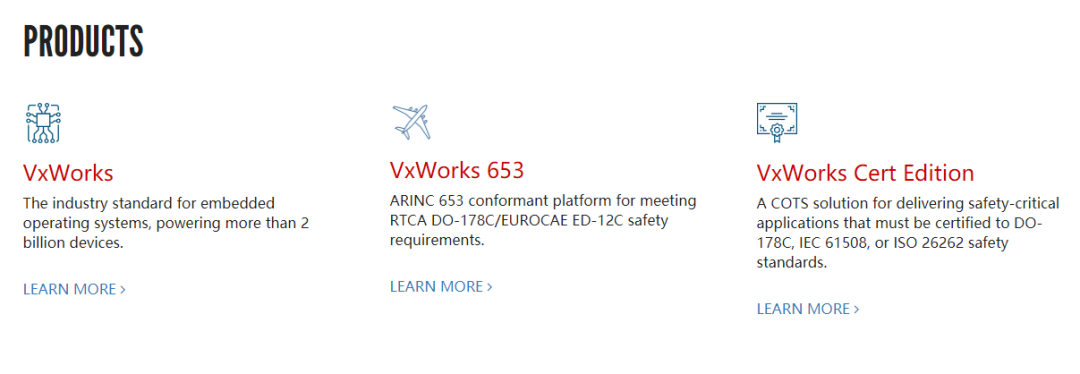 PRODUCTS
VxWorks
The industry standard for embedded
operating systems, powering more than 2
billion devices.
LEARN MORE >
VxWorks 653
ARINC 653 conformant platform for meeting
RTCA DO-178C/EUROCAE ED-12C safety
requirements.
LEARN MORE >
VxWorks Cert Edition
A COTS solution for delivering safety-critical
applications that must be certified to DO-
178C, IEC 61508, or ISO 26262 safety
standards.
LEARN MORE >